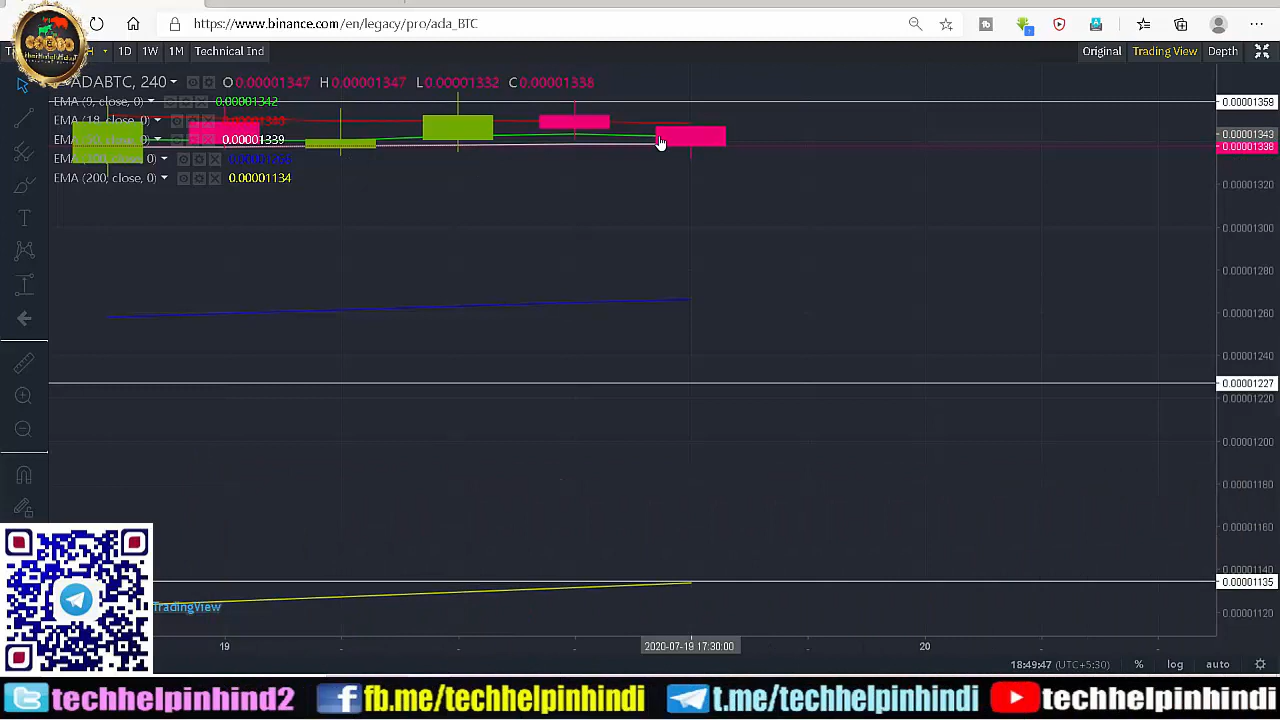 https://www.binance.com/en/legacy/pro/ada_BTC
1D 1W 1M Technical Ind Original Trading View Depth
ADABTC, 240 O 0.00001347 H 0.00001347 L 0.00001332 C 0.00001338
EMA (9, close, 0) 0.00001342
EMA (18, close, 0)
close, 0) 0.00001339
close, 0)
EMA (200, close, 0) 0.00001134
0.00001359
0.00001343
0.00001338
0.00001320
0.00001300
0.00001280
0.00001260
0.00001240
0.00001227
0.00001220
0.00001200
0.00001180
0.00001160
0.00001140
0.00001135
0.00001120
TradingView
19 2020-07-19 17:30:00 20
18:49:47 (UTC+5:30) % log auto
techhelpinhind2 fb.me/techhelpinhindi t.me/techhelpinhindi techhelpinhindi